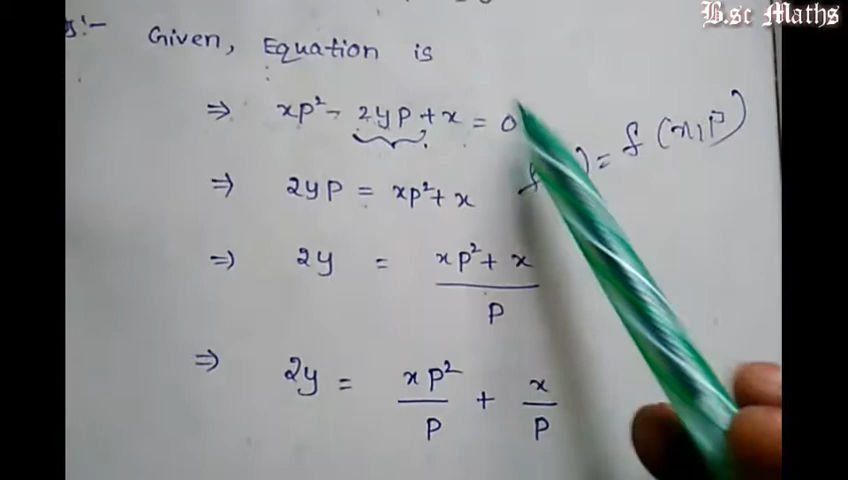 B.sc Maths
Given, Equation is
⇒ xp² - 2yp + x = 0
= f(x, p)
⇒ 2yp = xp² + x
⇒ 2y = xp² + x / p
⇒ 2y = xp² / p + x / p